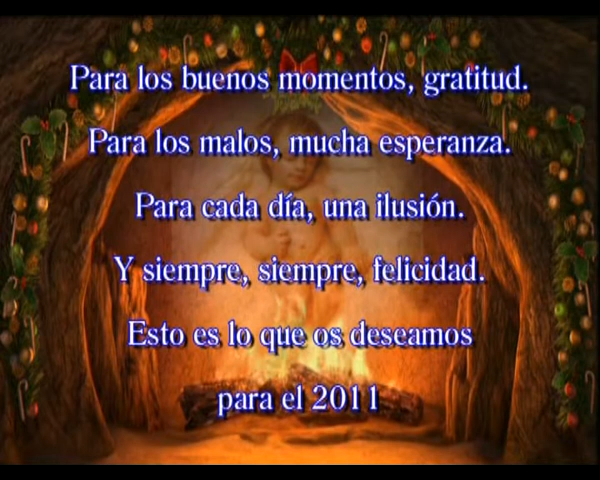 Para los buenos momentos, gratitud.
Para los malos, mucha esperanza.
Para cada día, una ilusión.
Y siempre, siempre, felicidad.
Esto es lo que os deseamos
para el 2011